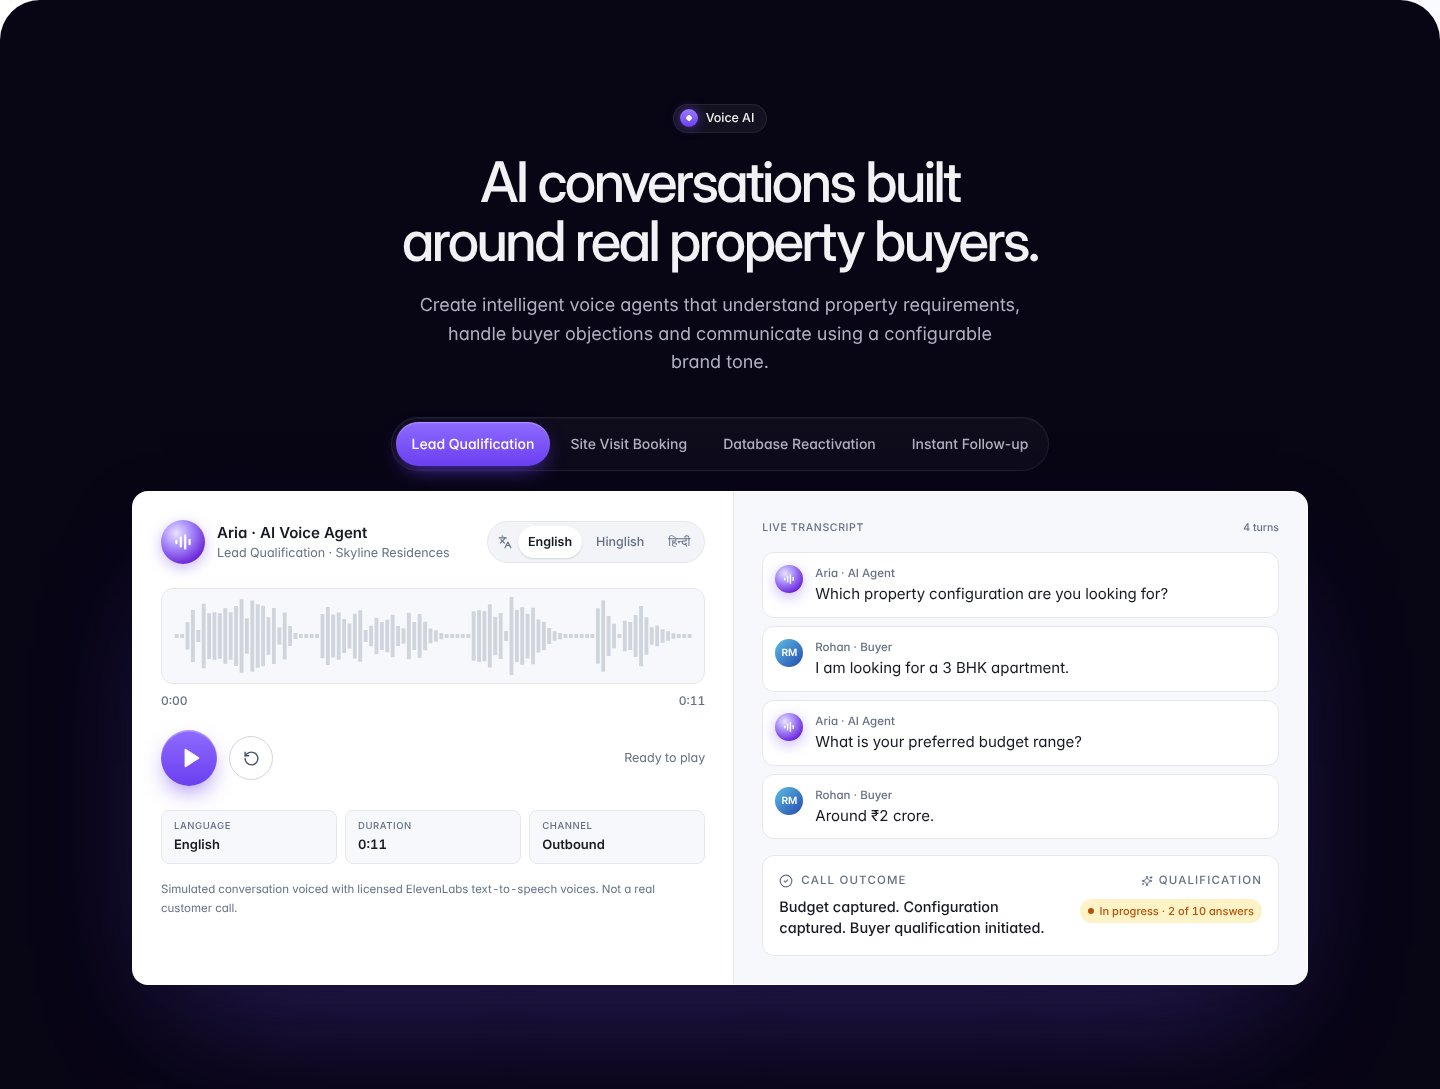 Voice AI
AI conversations built
around real property buyers.
Create intelligent voice agents that understand property requirements,
handle buyer objections and communicate using a configurable
brand tone.
Lead Qualification
Site Visit Booking
Database Reactivation
Instant Follow-up
Aria · AI Voice Agent
Lead Qualification · Skyline Residences
English
Hinglish
हिन्दी
0:00
0:11
Ready to play
LANGUAGE
English
DURATION
0:11
CHANNEL
Outbound
Simulated conversation voiced with licensed ElevenLabs text-to-speech voices. Not a real
customer call.
LIVE TRANSCRIPT
4 turns
Aria · AI Agent
Which property configuration are you looking for?
RM
Rohan · Buyer
I am looking for a 3 BHK apartment.
Aria · AI Agent
What is your preferred budget range?
RM
Rohan · Buyer
Around ₹2 crore.
CALL OUTCOME
Budget captured. Configuration
captured. Buyer qualification initiated.
QUALIFICATION
In progress · 2 of 10 answers